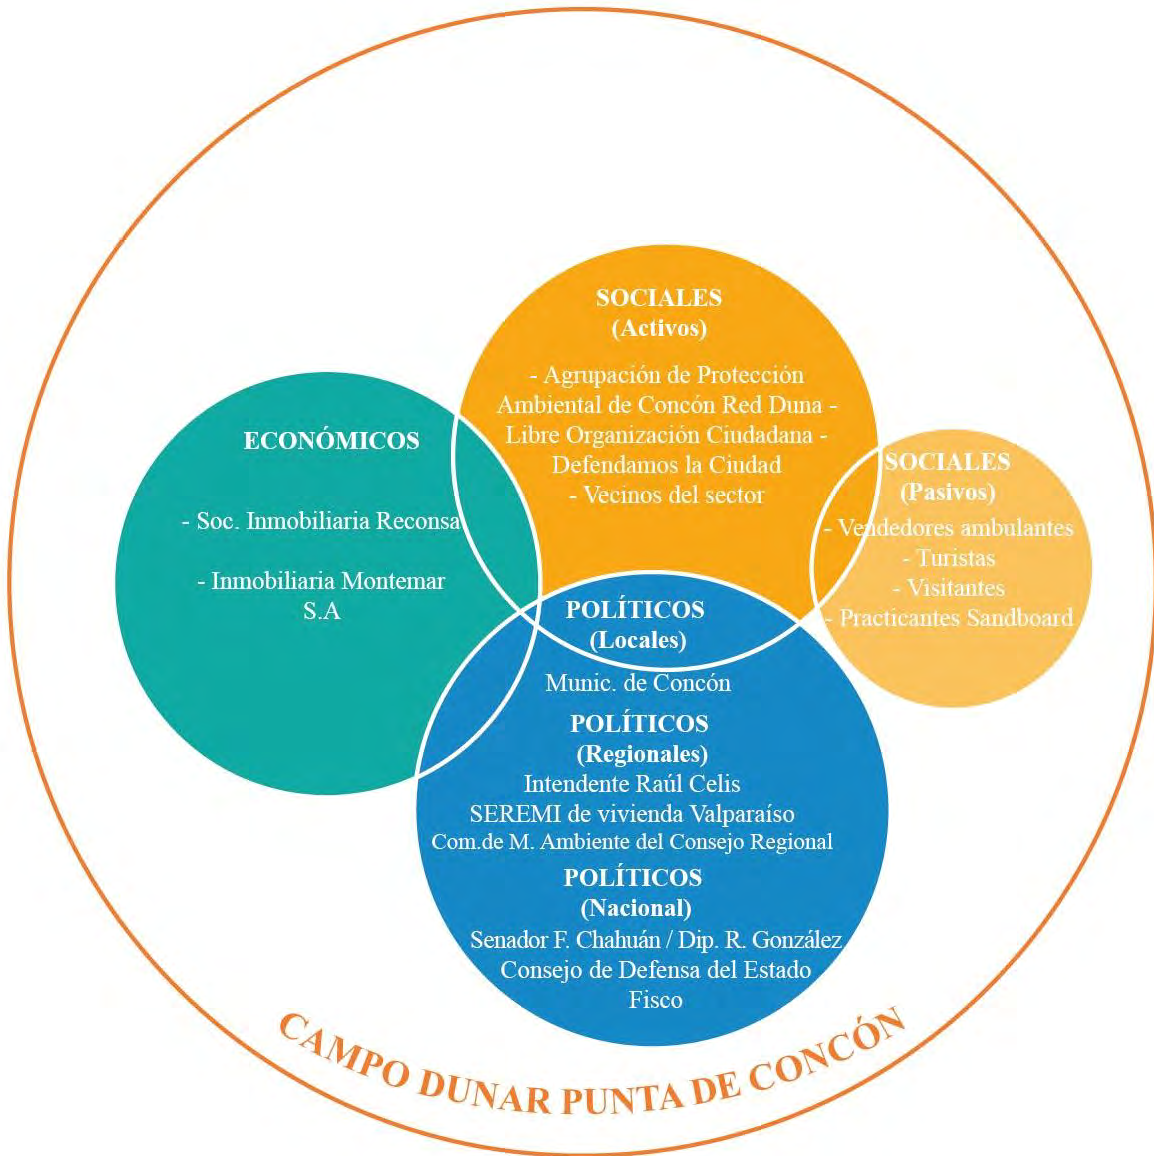 SOCIALES
(Activos)
- Agrupación de Protección
Ambiental de Concón Red Duna -
Libre Organización Ciudadana -
Defendamos la Ciudad
- Vecinos del sector
ECONÓMICOS
- Soc. Inmobiliaria Reconsa
- Inmobiliaria Montemar
S.A
SOCIALES
(Pasivos)
- Vendedores ambulantes
- Turistas
- Visitantes
- Practicantes Sandboard
POLÍTICOS
(Locales)
Munic. de Concón
POLÍTICOS
(Regionales)
Intendente Raúl Celis
SEREMI de vivienda Valparaíso
Com.de M. Ambiente del Consejo Regional
POLÍTICOS
(Nacional)
Senador F. Chahuán / Dip. R. González
Consejo de Defensa del Estado
Fisco
CAMPO DUNAR PUNTA DE CONCÓN